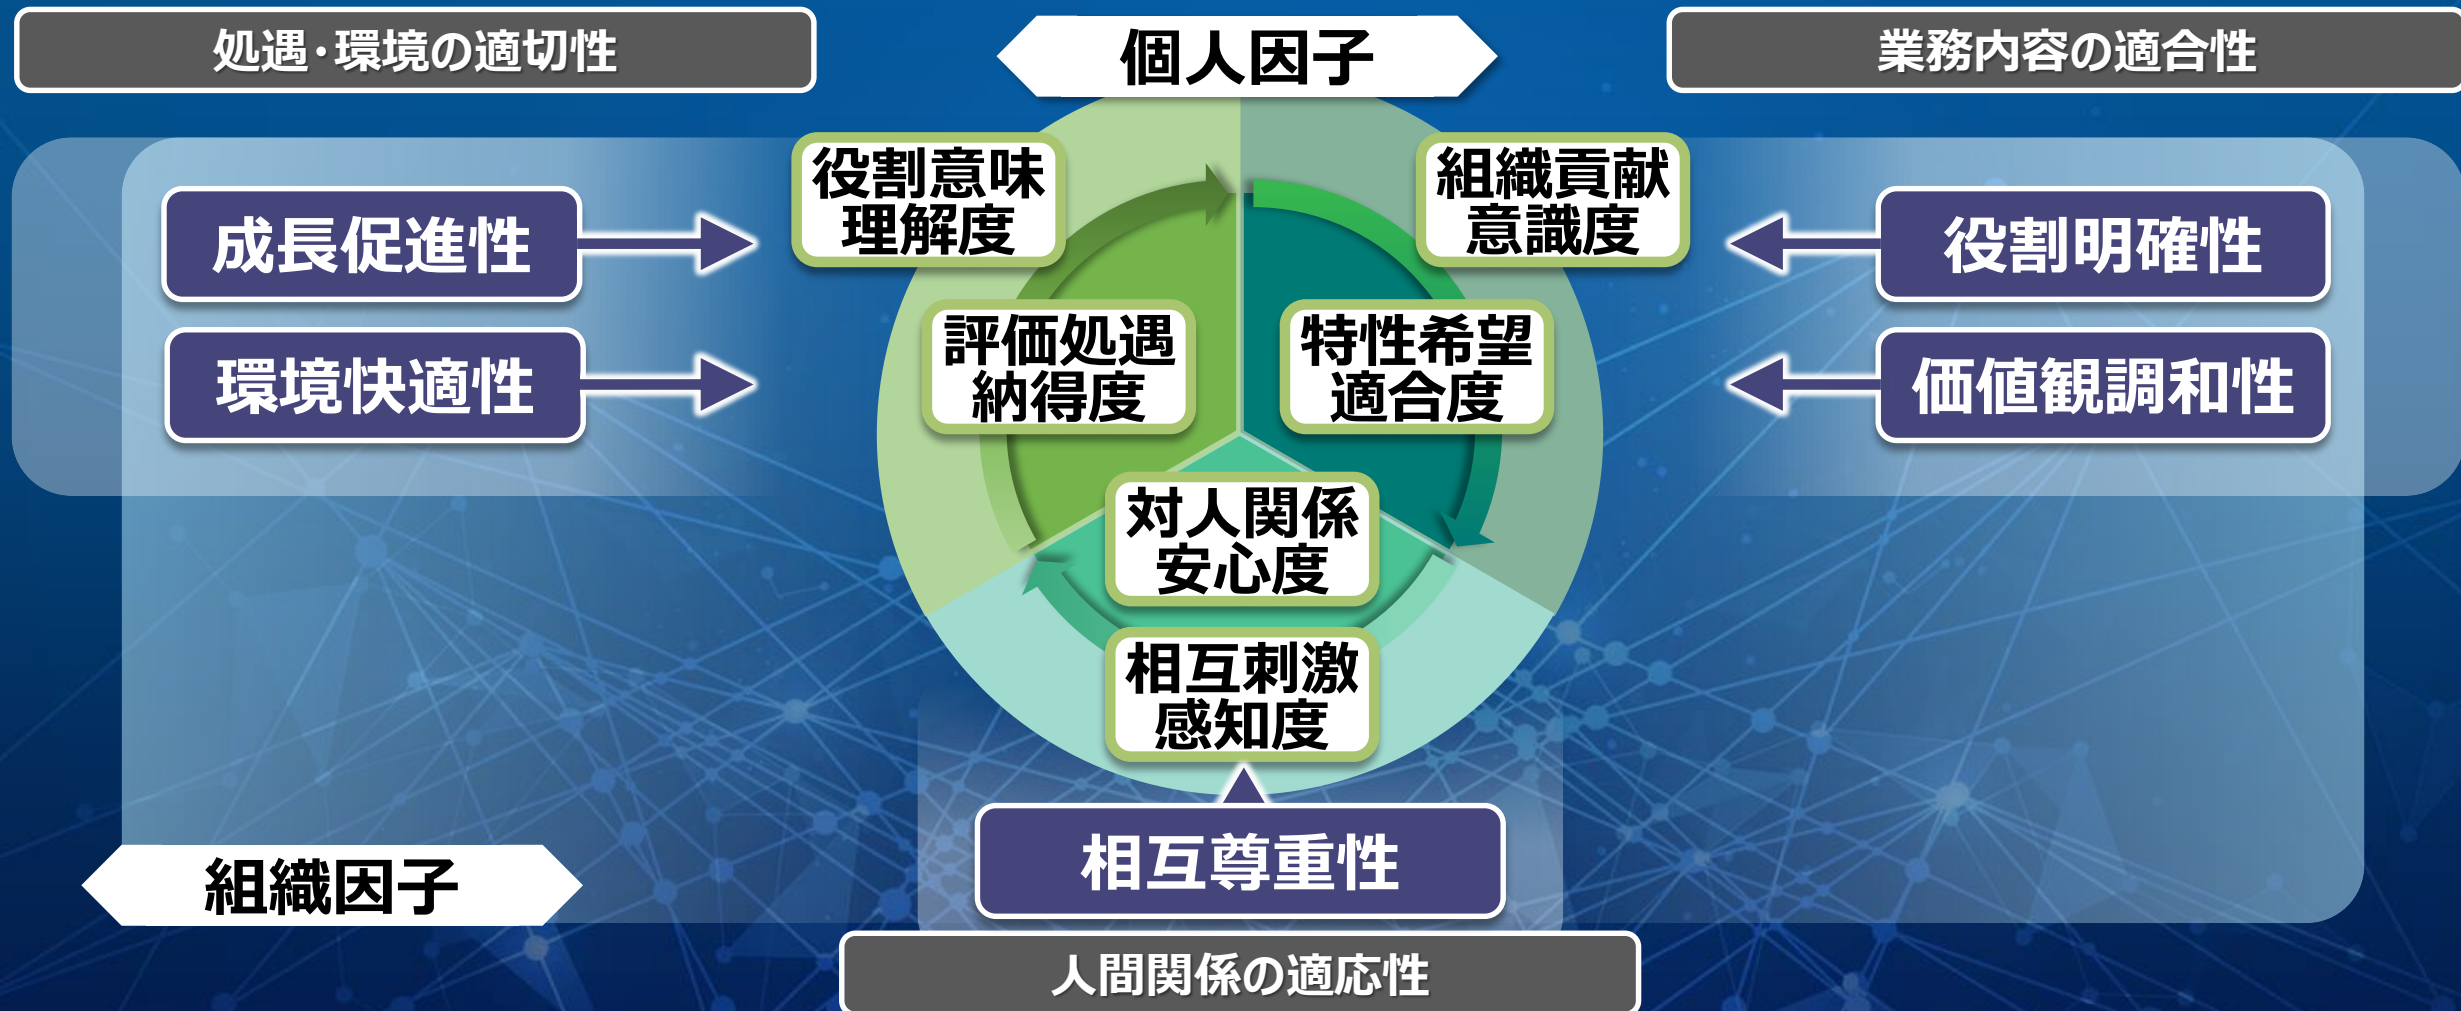 処遇･環境の適切性
個人因子
業務内容の適合性
役割意味
理解度
組織貢献
意識度
成長促進性
役割明確性
評価処遇
納得度
特性希望
適合度
環境快適性
価値観調和性
対人関係
安心度
相互刺激
感知度
相互尊重性
組織因子
人間関係の適応性